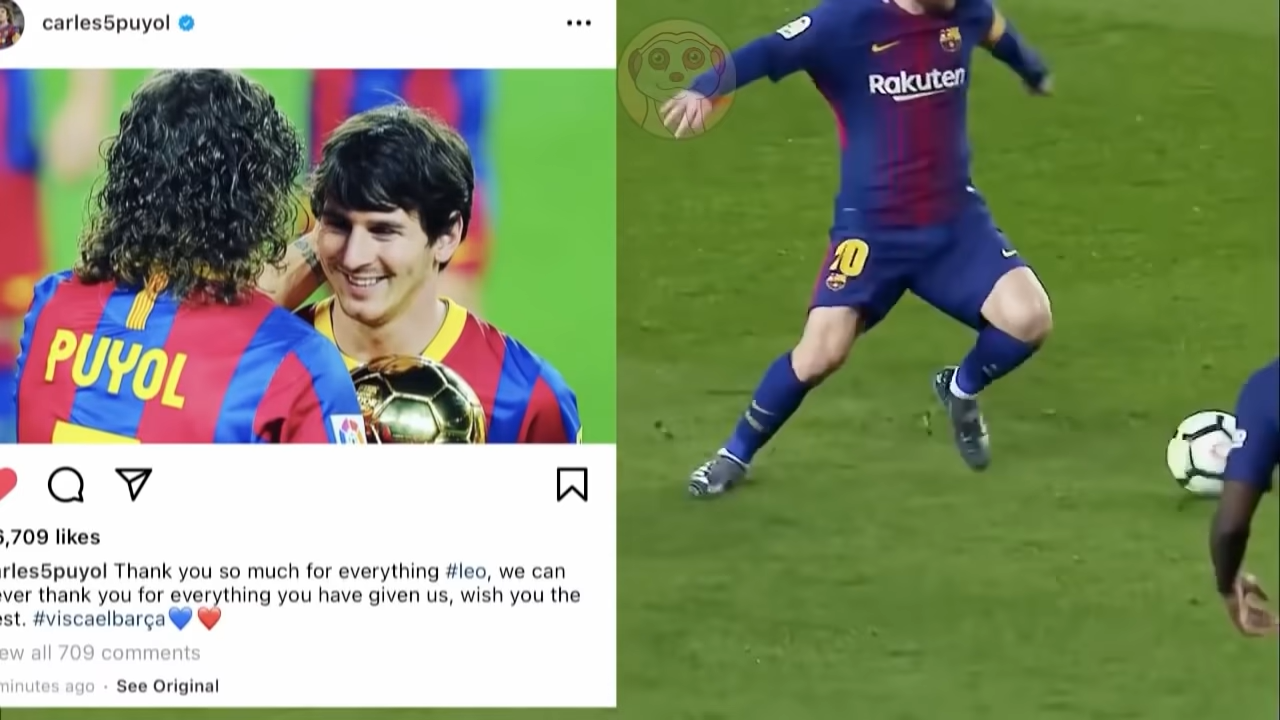 carles5puyol
PUYOL
6,709 likes
rles5puyol Thank you so much for everything #leo, we can
ever thank you for everything you have given us, wish you the
est. #viscaelbarça💙❤️
ew all 709 comments
minutes ago · See Original
Rakuten
10